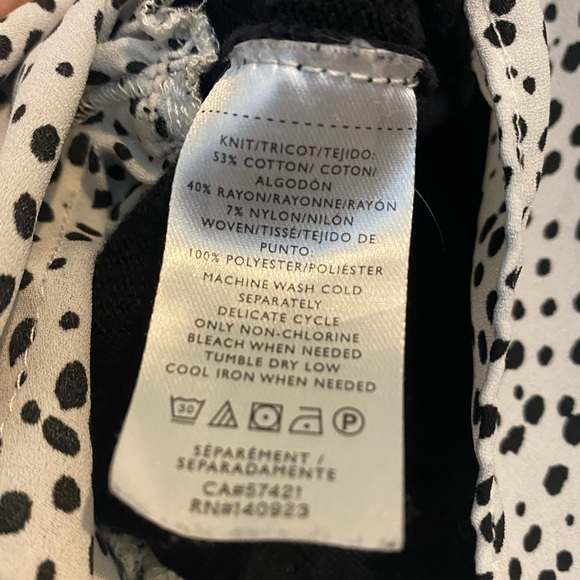 KNIT/TRICOT/TEJIDO:
53% COTTON/ COTON/
ALGODÓN
40% RAYON/RAYONNE/RAYÓN
7% NYLON/NILÓN
WOVEN/TISSÉ/TEJIDO DE
PUNTO:
100% POLYESTER/POLIÉSTER
MACHINE WASH COLD
SEPARATELY
DELICATE CYCLE
ONLY NON-CHLORINE
BLEACH WHEN NEEDED
TUMBLE DRY LOW
COOL IRON WHEN NEEDED
30 P
SÉPARÉMENT /
SEPARADAMENTE
CA#57421
RN#140923